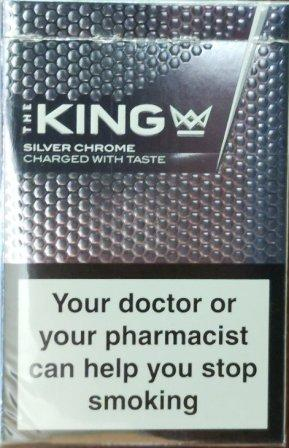 THE KING
SILVER CHROME
CHARGED WITH TASTE
Your doctor or
your pharmacist
can help you stop
smoking